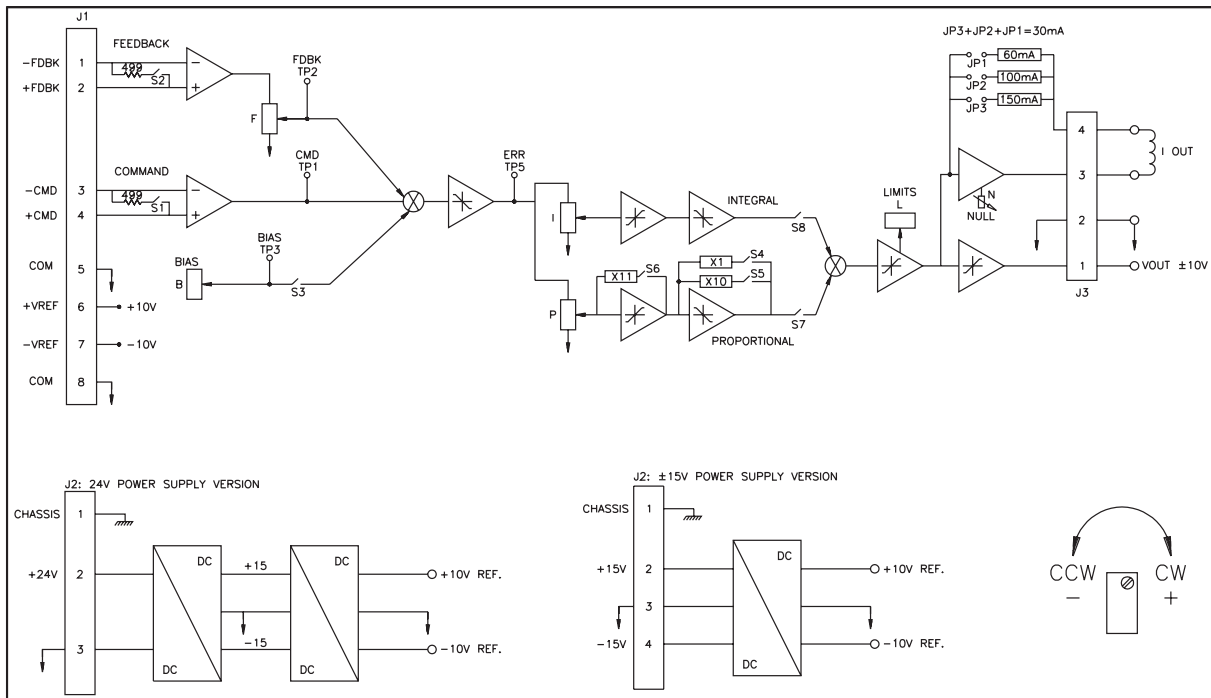 J1
FEEDBACK
-FDBK 1
499
S2
+FDBK 2
-
+
F
FDBK
TP2
COMMAND
-CMD 3
499
S1
+CMD 4
-
+
CMD
TP1
ERR
TP5
BIAS
TP3
BIAS
B
S3
COM 5
+VREF 6 +10V
-VREF 7 -10V
COM 8
I
INTEGRAL
S8
P
X11 S6
X1 S4
X10 S5
S7
PROPORTIONAL
LIMITS
L
JP3+JP2+JP1=30mA
JP1 60mA
JP2 100mA
JP3 150mA
N
NULL
4
3
2
1
J3
I OUT
VOUT ±10V
J2: 24V POWER SUPPLY VERSION
CHASSIS 1
+24V 2
3
DC
DC
+15
-15
DC
DC
+10V REF.
-10V REF.
J2: ±15V POWER SUPPLY VERSION
CHASSIS 1
+15V 2
3
-15V 4
DC
DC
+10V REF.
-10V REF.
CCW CW
- +